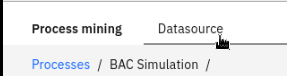 Process mining Datasource
Processes / BAC Simulation /